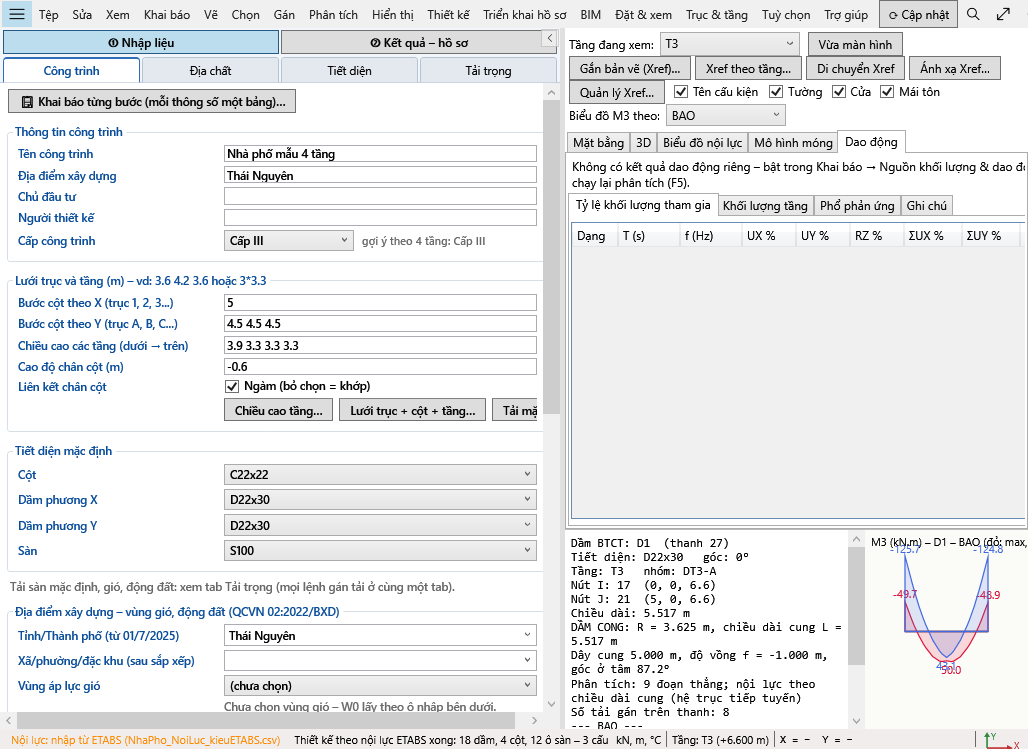 Tệp Sửa Xem Khai báo Vẽ Chọn Gán Phân tích Hiển thị Thiết kế Triển khai hồ sơ BIM Đặt & xem Trục & tầng Tuỳ chọn Trợ giúp ⟳ Cập nhật
① Nhập liệu
② Kết quả – hồ sơ
Công trình Địa chất Tiết diện Tải trọng
Khai báo từng bước (mỗi thông số một bảng)...
Thông tin công trình
Tên công trình Nhà phố mẫu 4 tầng
Địa điểm xây dựng Thái Nguyên
Chủ đầu tư
Người thiết kế
Cấp công trình Cấp III gợi ý theo 4 tầng: Cấp III
Lưới trục và tầng (m) – vd: 3.6 4.2 3.6 hoặc 3*3.3
Bước cột theo X (trục 1, 2, 3...) 5
Bước cột theo Y (trục A, B, C...) 4.5 4.5 4.5
Chiều cao các tầng (dưới → trên) 3.9 3.3 3.3 3.3
Cao độ chân cột (m) -0.6
Liên kết chân cột Ngàm (bỏ chọn = khớp)
Chiều cao tầng... Lưới trục + cột + tầng... Tải mặ
Tiết diện mặc định
Cột C22x22
Dầm phương X D22x30
Dầm phương Y D22x30
Sàn S100
Tải sàn mặc định, gió, động đất: xem tab Tải trọng (mọi lệnh gán tải ở cùng một tab).
Địa điểm xây dựng – vùng gió, động đất (QCVN 02:2022/BXD)
Tỉnh/Thành phố (từ 01/7/2025) Thái Nguyên
Xã/phường/đặc khu (sau sắp xếp)
Vùng áp lực gió (chưa chọn)
Chưa chọn vùng gió – W0 lấy theo ô nhập bên dưới.
Tầng đang xem: T3 Vừa màn hình
Gắn bản vẽ (Xref)... Xref theo tầng... Di chuyển Xref Ánh xạ Xref...
Quản lý Xref... Tên cấu kiện Tường Cửa Mái tôn
Biểu đồ M3 theo: BAO
Mặt bằng 3D Biểu đồ nội lực Mô hình móng Dao động
Không có kết quả dao động riêng – bật trong Khai báo → Nguồn khối lượng & dao độ
chạy lại phân tích (F5).
Tỷ lệ khối lượng tham gia Khối lượng tầng Phổ phản ứng Ghi chú
Dạng T (s) f (Hz) UX % UY % RZ % ΣUX % ΣUY %
Dầm BTCT: D1 (thanh 27)
Tiết diện: D22x30 góc: 0°
Tầng: T3 nhóm: DT3-A
Nút I: 17 (0, 0, 6.6)
Nút J: 21 (5, 0, 6.6)
Chiều dài: 5.517 m
DẦM CONG: R = 3.625 m, chiều dài cung L =
5.517 m
Dây cung 5.000 m, độ vồng f = -1.000 m,
góc ở tâm 87.2°
Phân tích: 9 đoạn thẳng; nội lực theo
chiều dài cung (hệ trục tiếp tuyến)
Số tải gán trên thanh: 8
--- BAO ---
M3 (kN.m) – D1 – BAO (đỏ: max,
-125.7 -124.8
-49.7 -48.9
43.1
50.0
Nội lực: nhập từ ETABS (NhaPho_NoiLuc_kieuETABS.csv) Thiết kế theo nội lực ETABS xong: 18 dầm, 4 cột, 12 ô sàn – 3 cấu kN, m, °C Tầng: T3 (+6.600 m) X = – Y = –
Y
X